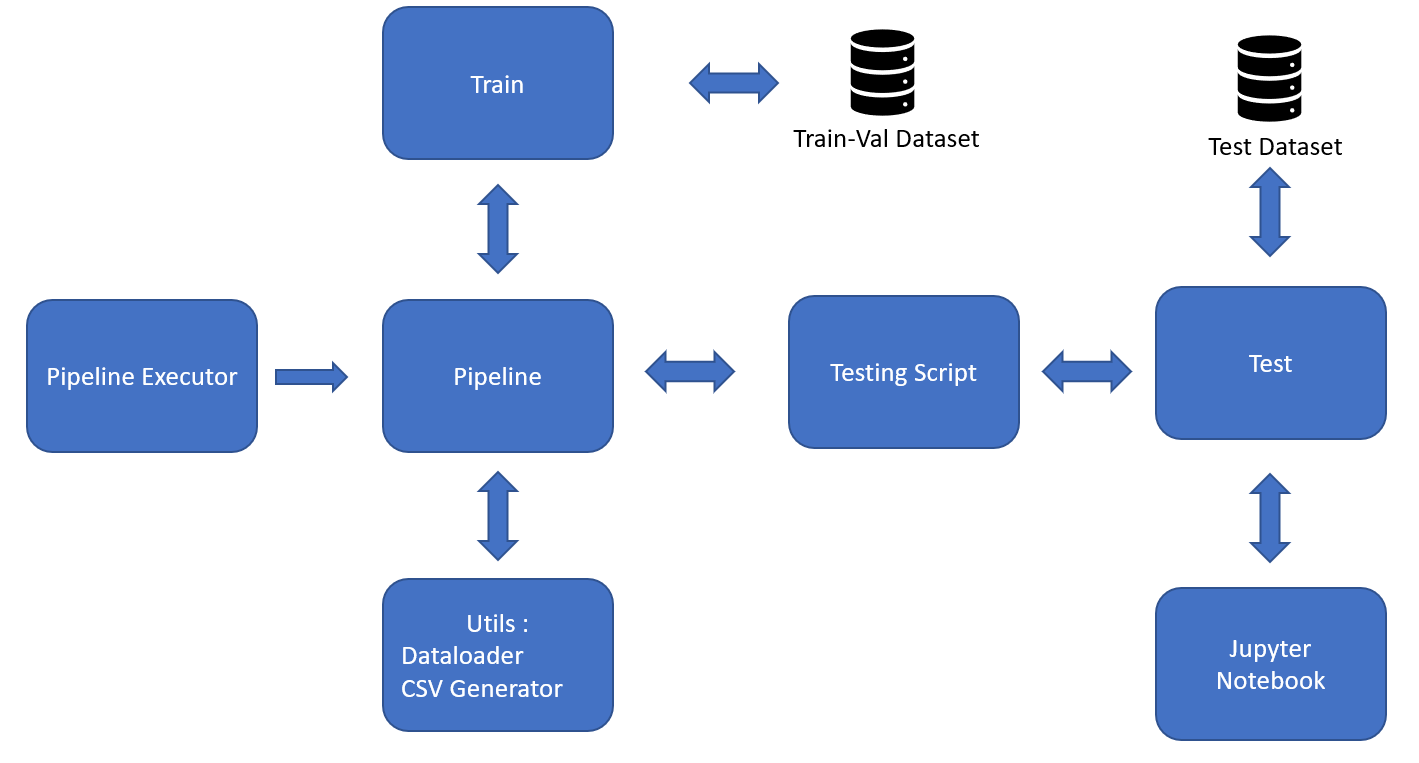 Train
Train-Val Dataset
Test Dataset
Pipeline Executor
Pipeline
Testing Script
Test
Utils :
Dataloader
CSV Generator
Jupyter
Notebook